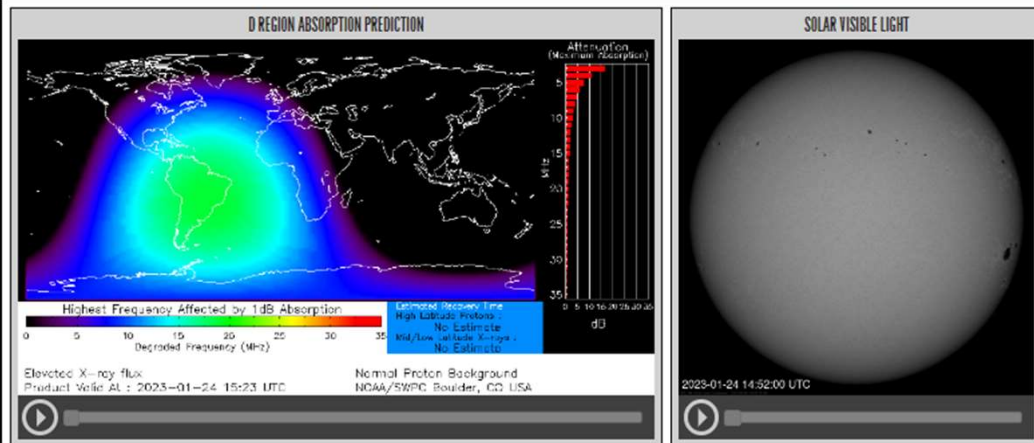 D REGION ABSORPTION PREDICTION
SOLAR VISIBLE LIGHT
Attenuation
(Maximum Absorption)
5
10
15
MHz
20
25
30
35
0 5 10 15 20 25 30 35
dB
Highest Frequency Affected by 1dB Absorption
0 5 10 15 20 25 30 35
Degraded Frequency (MHz)
Estimated Recovery Time
High Latitude Protons :
No Estimate
Mid/Low Latitude X-rays :
No Estimate
Elevated X-ray flux
Normal Proton Background
Product Valid At : 2023-01-24 15:23 UTC
NOAA/SWPC Boulder, CO USA
2023-01-24 14:52:00 UTC